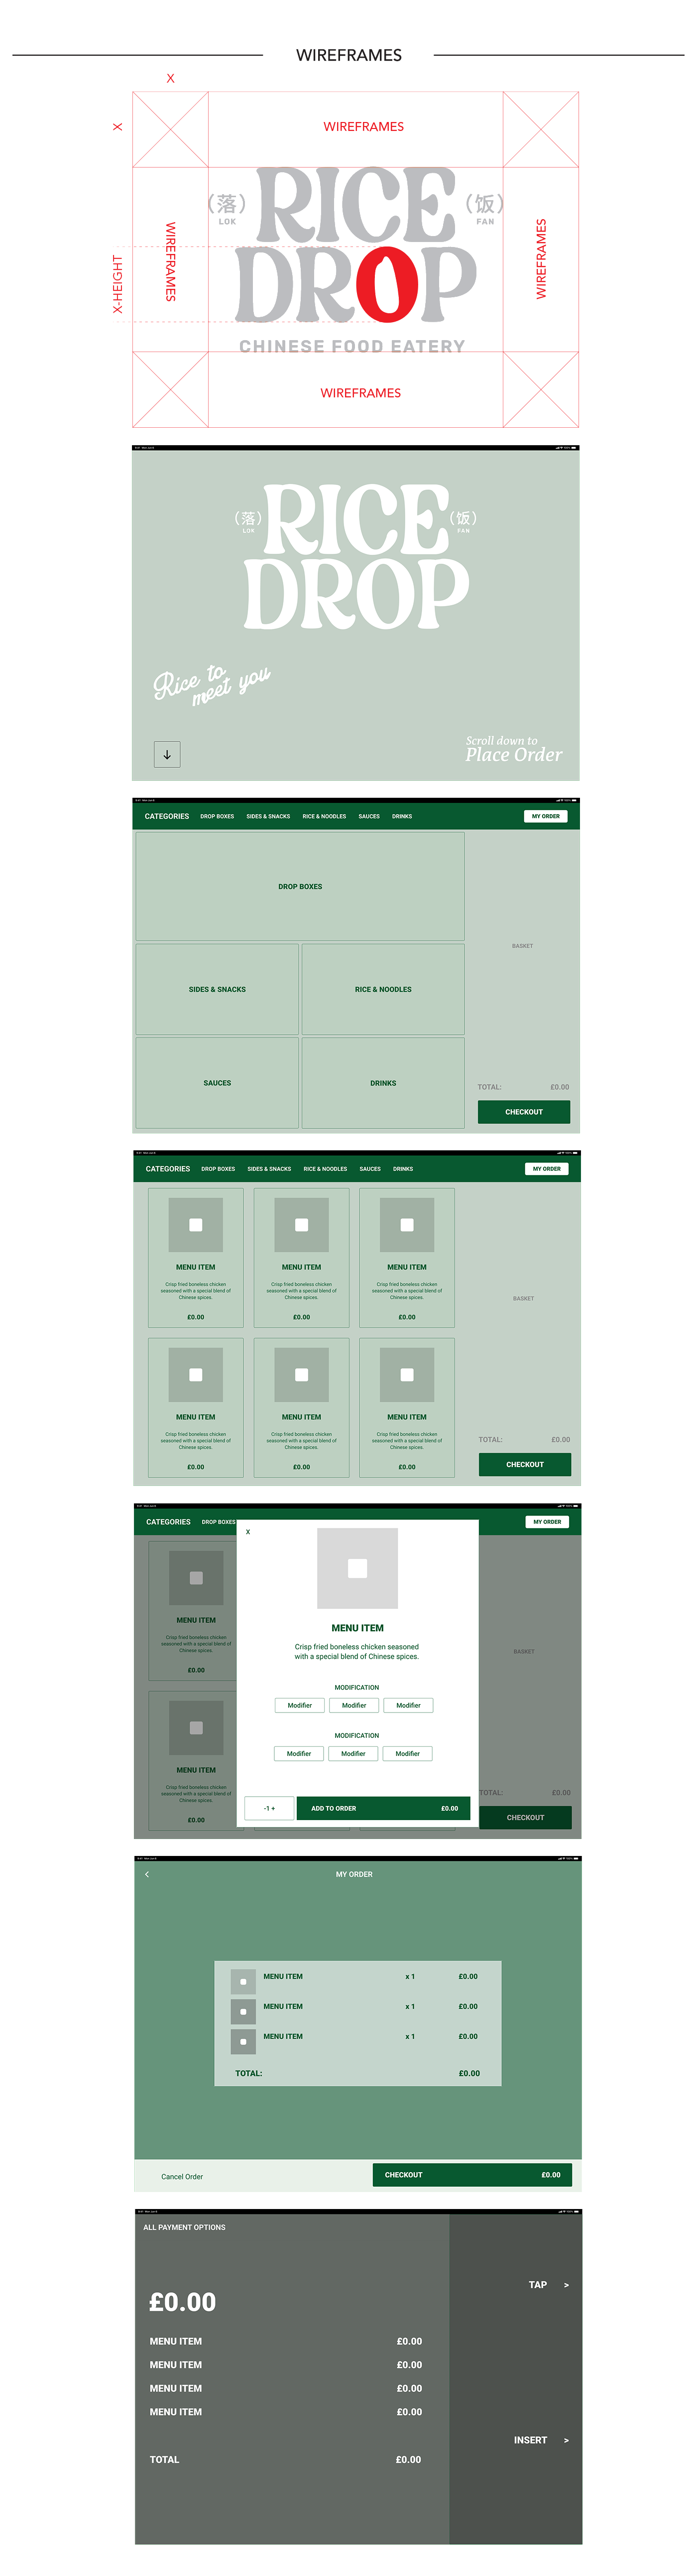 WIREFRAMES
X
X
WIREFRAMES
WIREFRAMES
X-HEIGHT
WIREFRAMES
(落) RICE (饭)
LOK FAN
DROP
CHINESE FOOD EATERY
WIREFRAMES
(落) RICE (饭)
LOK FAN
DROP
Rice to
meet you
Scroll down to
Place Order
CATEGORIES DROP BOXES SIDES & SNACKS RICE & NOODLES SAUCES DRINKS MY ORDER
DROP BOXES
BASKET
SIDES & SNACKS RICE & NOODLES
SAUCES DRINKS
TOTAL: £0.00
CHECKOUT
CATEGORIES DROP BOXES SIDES & SNACKS RICE & NOODLES SAUCES DRINKS MY ORDER
MENU ITEM MENU ITEM MENU ITEM
Crisp fried boneless chicken Crisp fried boneless chicken Crisp fried boneless chicken
seasoned with a special blend of seasoned with a special blend of seasoned with a special blend of
Chinese spices. Chinese spices. Chinese spices.
£0.00 £0.00 £0.00
BASKET
MENU ITEM MENU ITEM MENU ITEM
Crisp fried boneless chicken Crisp fried boneless chicken Crisp fried boneless chicken
seasoned with a special blend of seasoned with a special blend of seasoned with a special blend of
Chinese spices. Chinese spices. Chinese spices.
£0.00 £0.00 £0.00
TOTAL: £0.00
CHECKOUT
CATEGORIES DROP BOXES MY ORDER
X
MENU ITEM
Crisp fried boneless chicken
seasoned with a special blend of
Chinese spices.
£0.00
MENU ITEM
Crisp fried boneless chicken
seasoned with a special blend of
Chinese spices.
£0.00
MENU ITEM
Crisp fried boneless chicken seasoned
with a special blend of Chinese spices.
MODIFICATION
Modifier Modifier Modifier
MODIFICATION
Modifier Modifier Modifier
-1 + ADD TO ORDER £0.00
BASKET
TOTAL: £0.00
CHECKOUT
< MY ORDER
MENU ITEM x 1 £0.00
MENU ITEM x 1 £0.00
MENU ITEM x 1 £0.00
TOTAL: £0.00
Cancel Order CHECKOUT £0.00
ALL PAYMENT OPTIONS
£0.00
MENU ITEM £0.00
MENU ITEM £0.00
MENU ITEM £0.00
MENU ITEM £0.00
TOTAL £0.00
TAP >
INSERT >